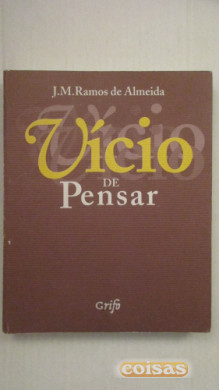 J.M.Ramos de Almeida
Vício
DE
Pensar
Grifo
coisas